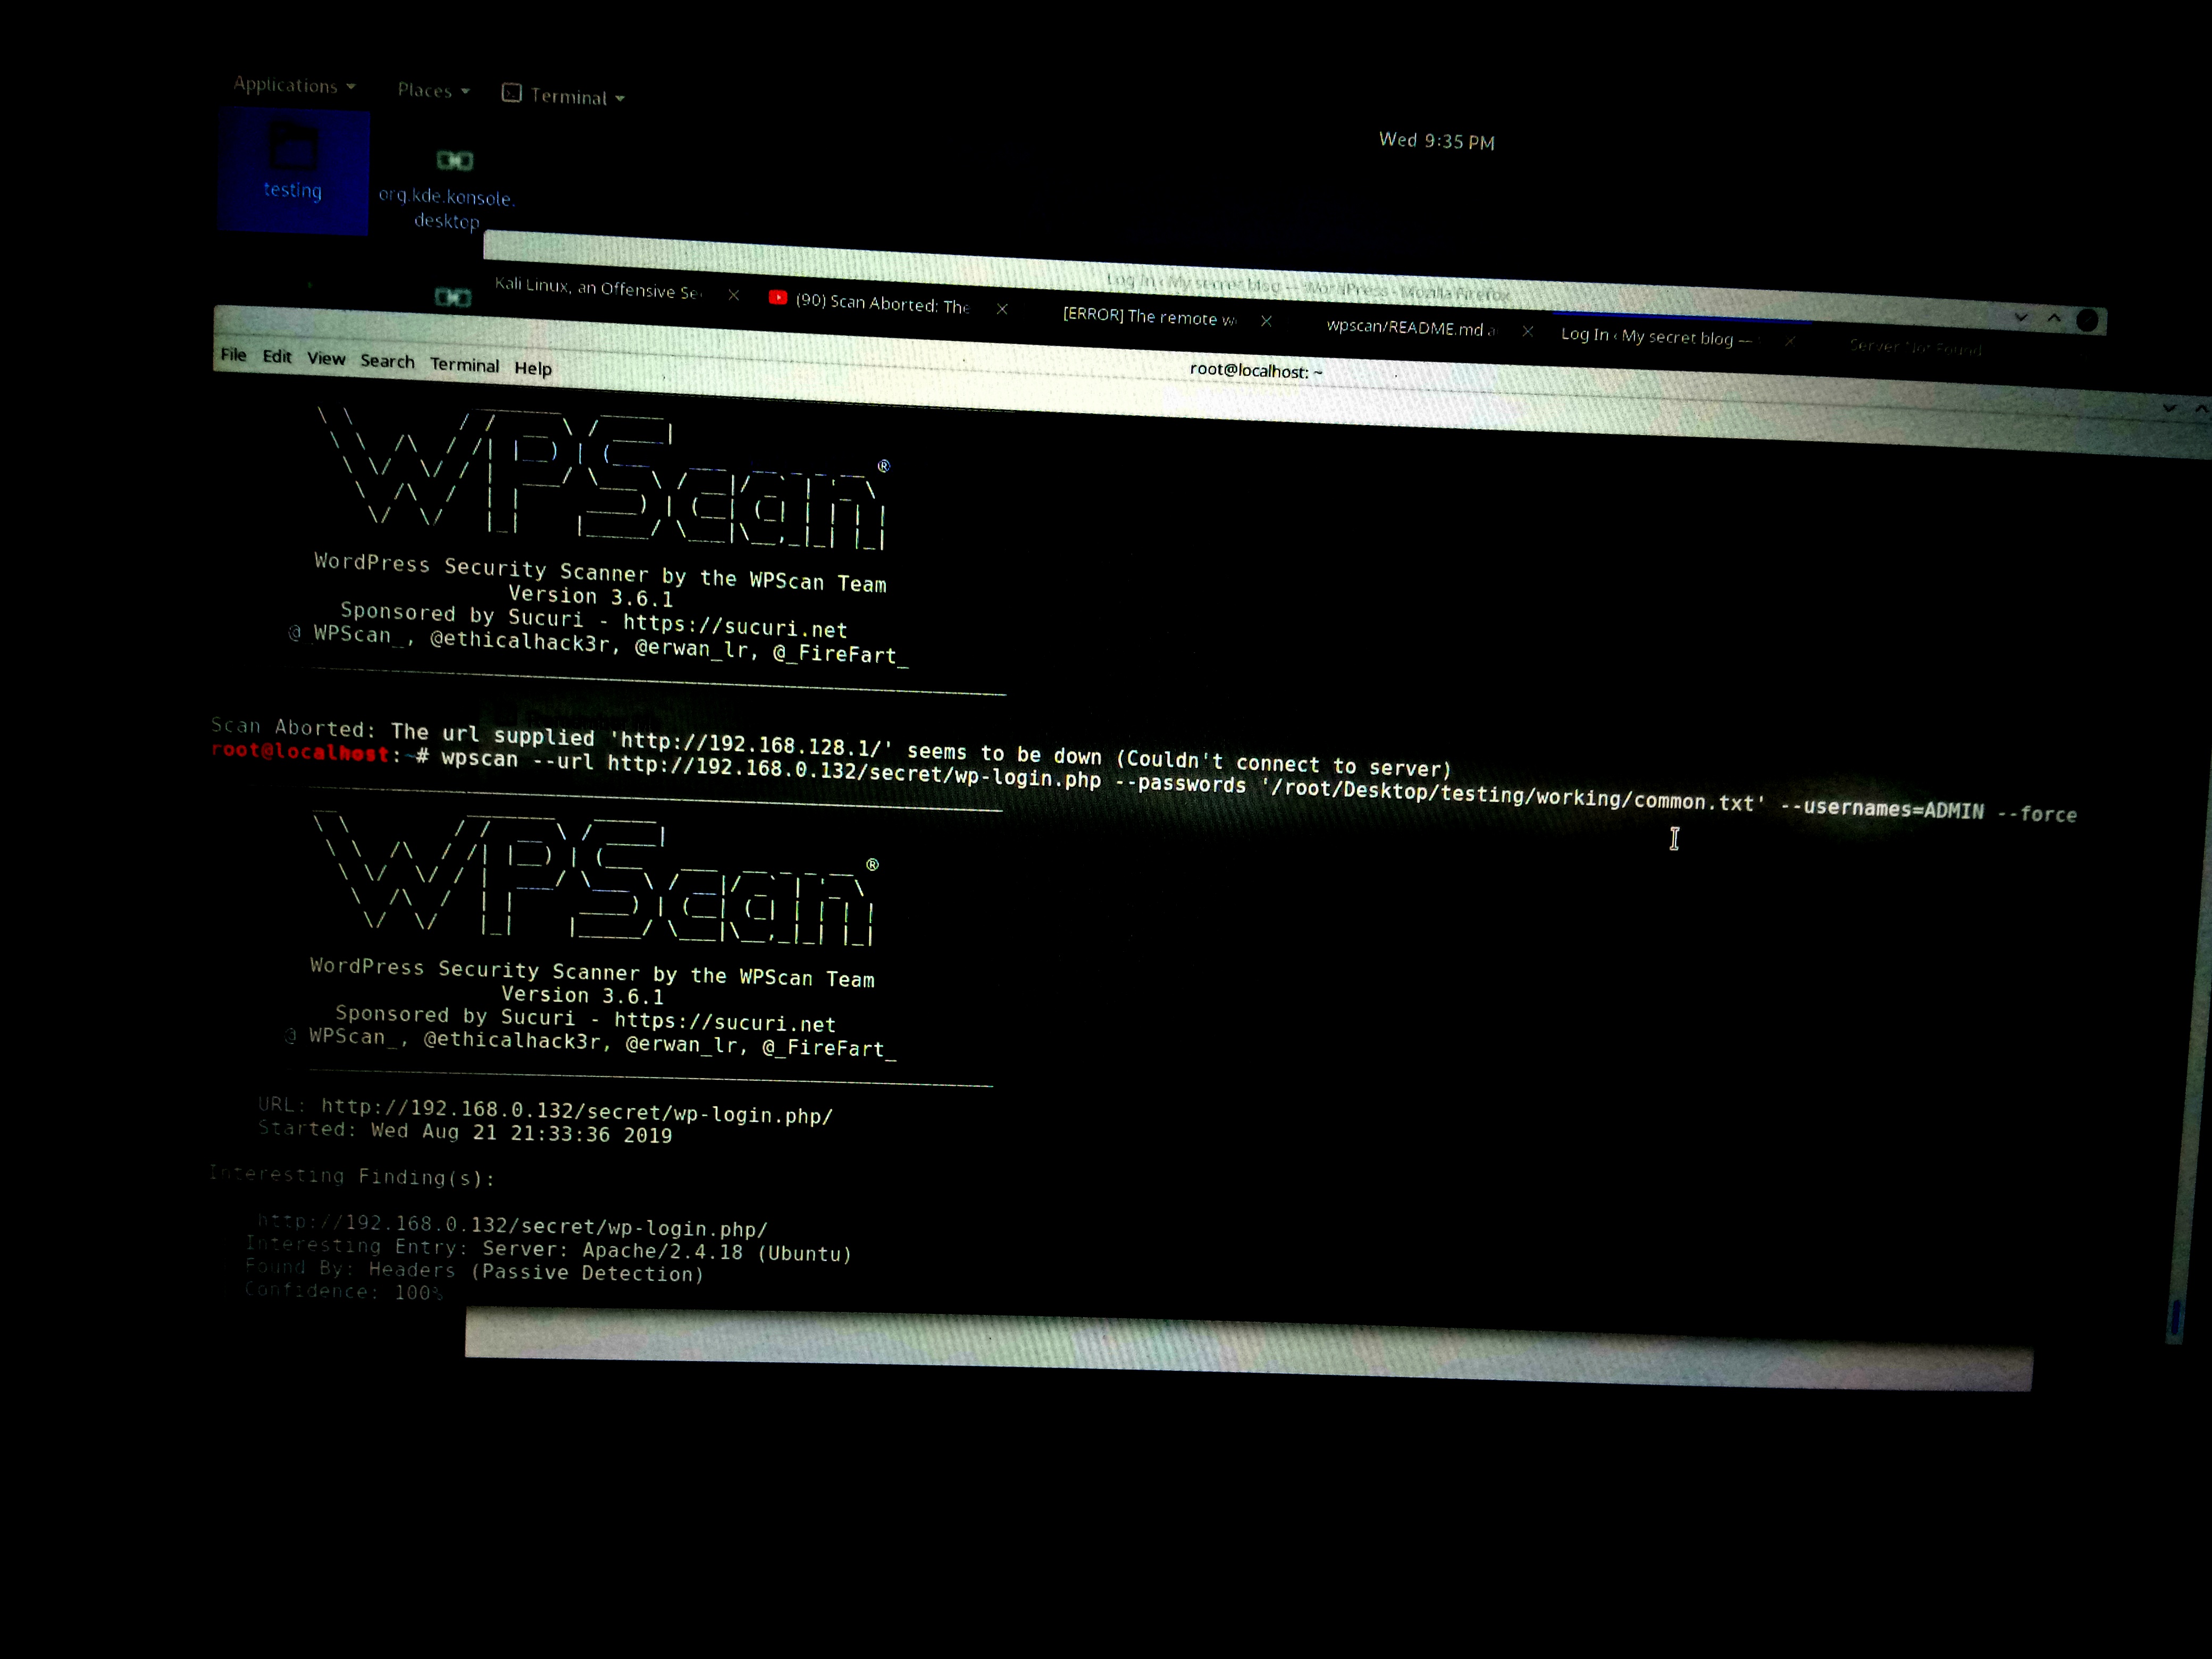 Applications
Places
Terminal
Wed 9:35 PM
testing
org.kde.konsole.
desktop
Log In ‹ My secret blog — WordPress - Mozilla Firefox
Kali Linux, an Offensive Se
(90) Scan Aborted: The
[ERROR] The remote w
wpscan/README.md a
Log In ‹ My secret blog —
Server Not Found
root@localhost: ~
File Edit View Search Terminal Help
WPScan ®
WordPress Security Scanner by the WPScan Team
Version 3.6.1
Sponsored by Sucuri - https://sucuri.net
@_WPScan_, @ethicalhack3r, @erwan_lr, @_FireFart_
Scan Aborted: The url supplied 'http://192.168.128.1/' seems to be down (Couldn't connect to server)
root@localhost:~# wpscan --url http://192.168.0.132/secret/wp-login.php --passwords '/root/Desktop/testing/working/common.txt' --usernames=ADMIN --force
WPScan ®
WordPress Security Scanner by the WPScan Team
Version 3.6.1
Sponsored by Sucuri - https://sucuri.net
@_WPScan_, @ethicalhack3r, @erwan_lr, @_FireFart_
URL: http://192.168.0.132/secret/wp-login.php/
Started: Wed Aug 21 21:33:36 2019
Interesting Finding(s):
http://192.168.0.132/secret/wp-login.php/
Interesting Entry: Server: Apache/2.4.18 (Ubuntu)
Found By: Headers (Passive Detection)
Confidence: 100%